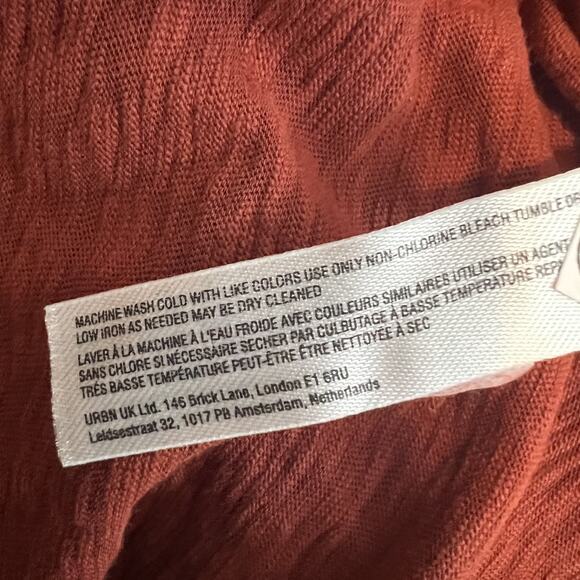 MACHINE WASH COLD WITH LIKE COLORS USE ONLY NON-CHLORINE BLEACH TUMBLE
LOW IRON AS NEEDED MAY BE DRY CLEANED
LAVER À LA MACHINE À L'EAU FROIDE AVEC COULEURS SIMILAIRES UTILISER UN AGENT
SANS CHLORE SI NÉCESSAIRE SECHER PAR CULBUTAGE À BASSE TEMPÉRATURE
TRÈS BASSE TEMPÉRATURE PEUT-ÊTRE ÊTRE NETTOYÉE À SEC
URBN UK Ltd. 146 Brick Lane, London E1 6RU
Leidsestraat 32, 1017 PB Amsterdam, Netherlands